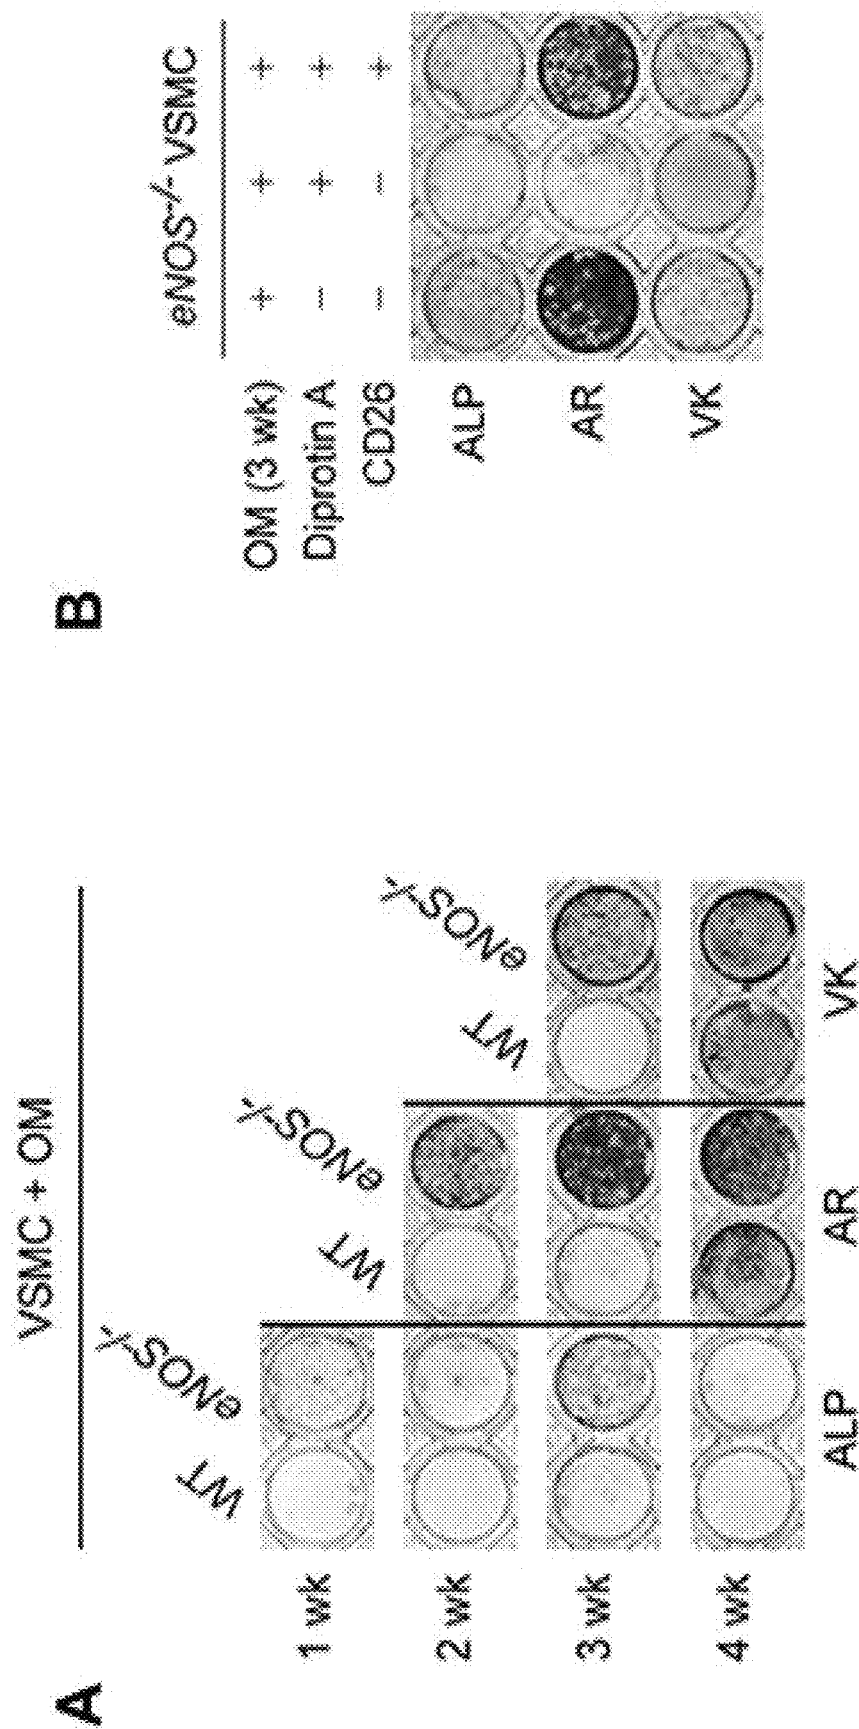 A
VSMC + OM
WT eNOS-/- WT eNOS-/- WT eNOS-/-
1 wk
2 wk
3 wk
4 wk
ALP AR VK
B
eNOS-/- VSMC
OM (3 wk) + + +
Diprotin A – + +
CD26 – – +
ALP
AR
VK